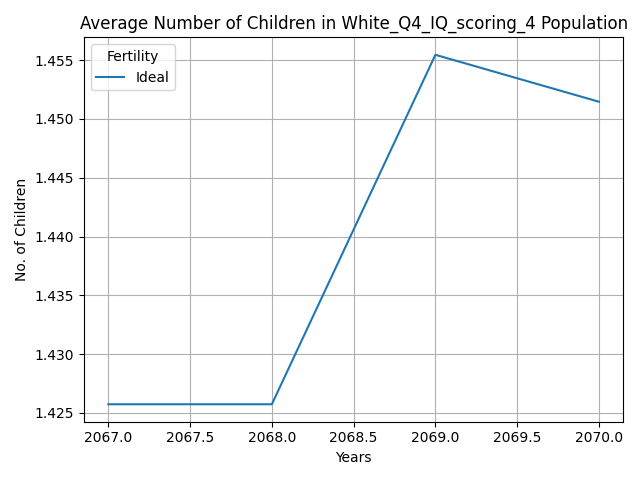 Average Number of Children in White_Q4_IQ_scoring_4 Population
Fertility
Ideal
No. of Children
1.455
1.450
1.445
1.440
1.435
1.430
1.425
2067.0 2067.5 2068.0 2068.5 2069.0 2069.5 2070.0
Years